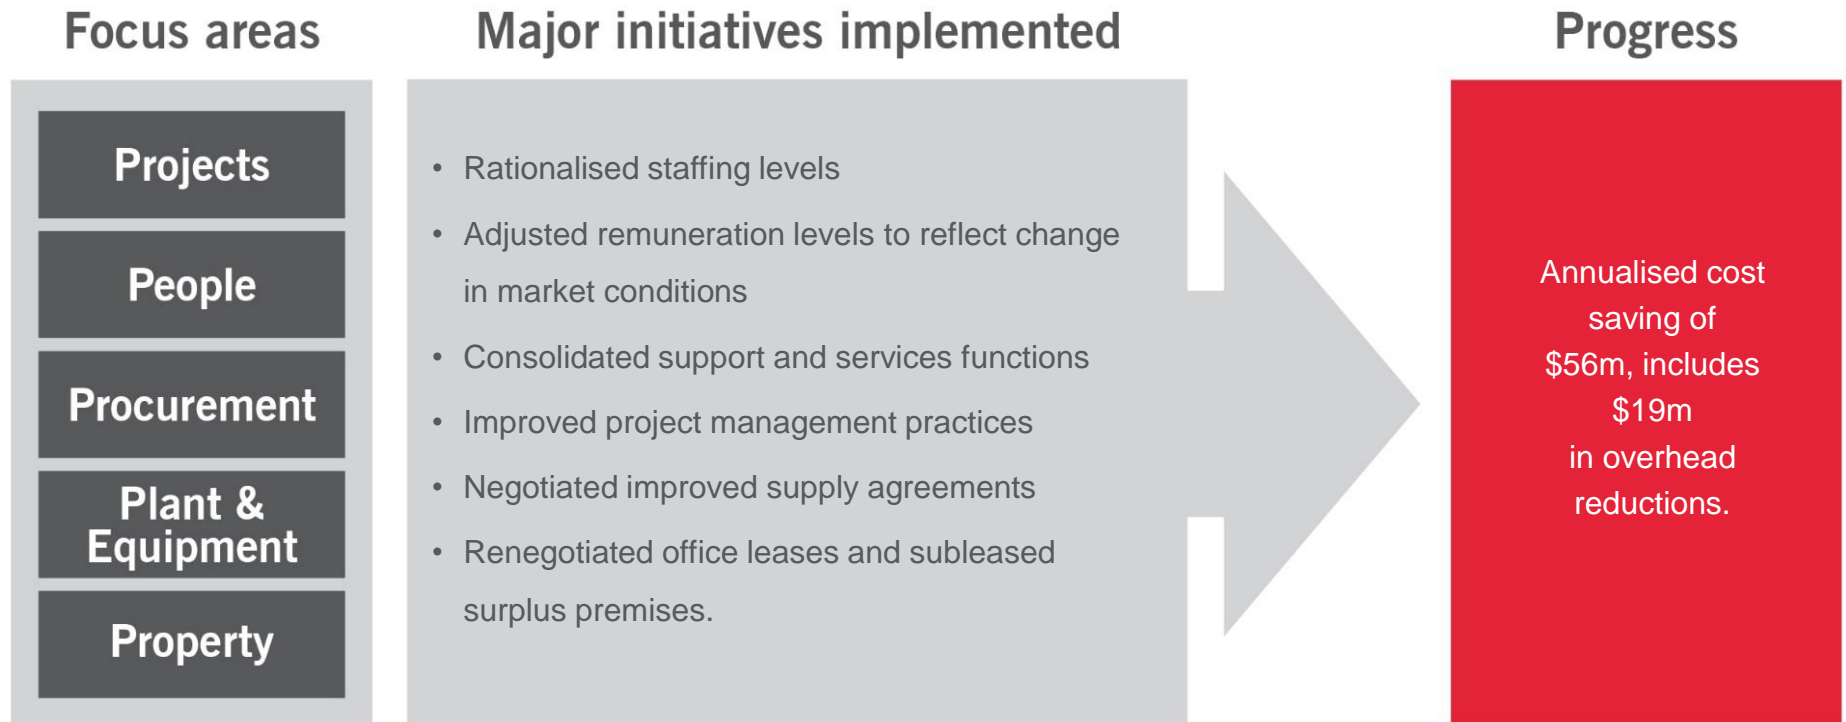 Focus areas
Major initiatives implemented
Progress
Projects
People
Procurement
Plant &
Equipment
Property
• Rationalised staffing levels
• Adjusted remuneration levels to reflect change
in market conditions
• Consolidated support and services functions
• Improved project management practices
• Negotiated improved supply agreements
• Renegotiated office leases and subleased
surplus premises.
Annualised cost
saving of
$56m, includes
$19m
in overhead
reductions.